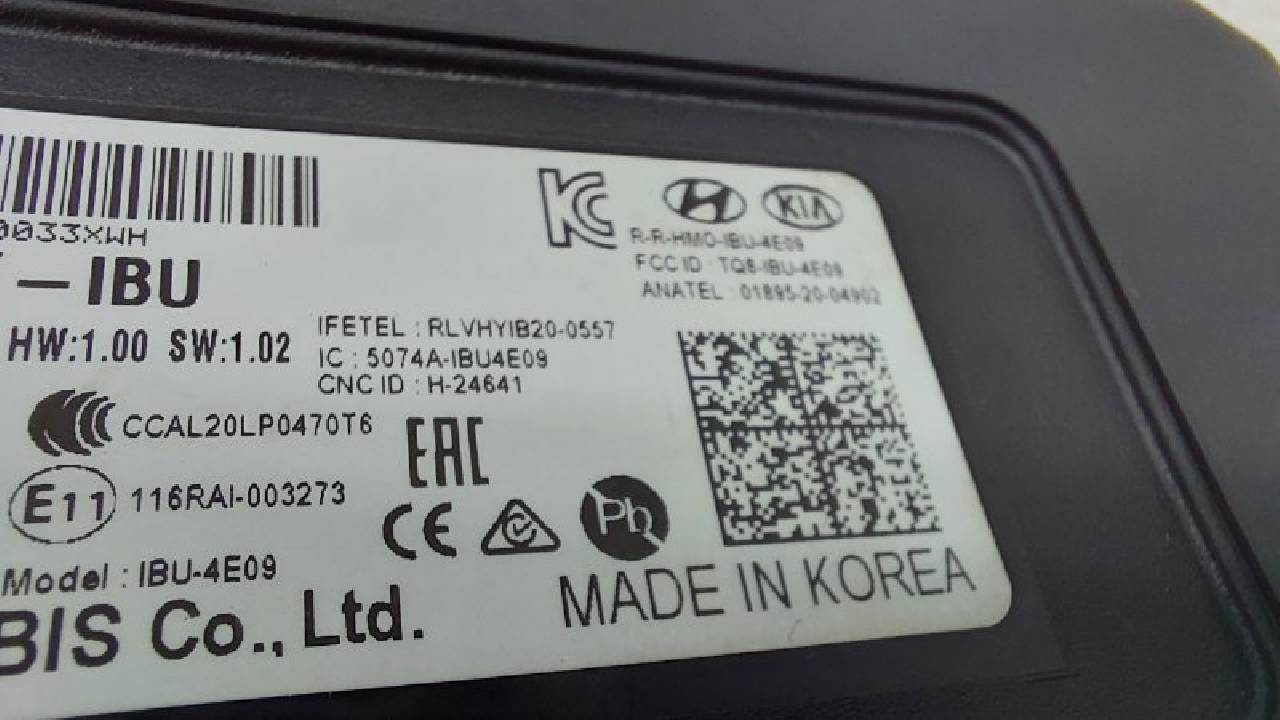 0033XWH
KC
KIA
R-R-HMO-IBU-4E09
FCC ID : TQ8-IBU-4E09
ANATEL : 01895-20-04902
-IBU
HW:1.00 SW:1.02
IFETEL : RLVHYIB20-0557
IC : 5074A-IBU4E09
CNC ID : H-24641
CCAL20LP0470T6
EAC
E11 116RAI-003273
CE
Pb
Model : IBU-4E09
BIS Co., Ltd.
MADE IN KOREA